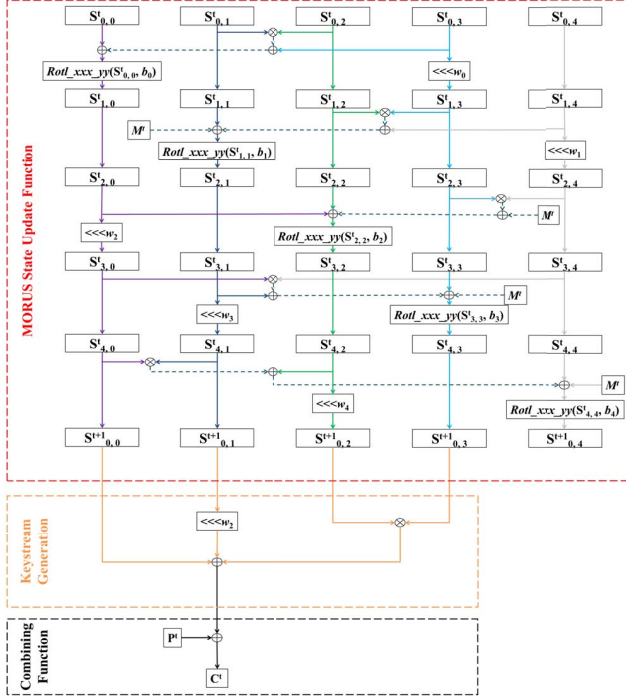 S^t_{0, 0} S^t_{0, 1} S^t_{0, 2} S^t_{0, 3} S^t_{0, 4}
⊗
⊕ ⊕
Rotl_xxx_yy(S^t_{0, 0}, b_0) <<<w_0
S^t_{1, 0} S^t_{1, 1} S^t_{1, 2} S^t_{1, 3} S^t_{1, 4}
⊗
M^t ⊕ ⊕
Rotl_xxx_yy(S^t_{1, 1}, b_1) <<<w_1
S^t_{2, 0} S^t_{2, 1} S^t_{2, 2} S^t_{2, 3} S^t_{2, 4}
⊗
⊕ ⊕ M^t
<<<w_2 Rotl_xxx_yy(S^t_{2, 2}, b_2)
S^t_{3, 0} S^t_{3, 1} S^t_{3, 2} S^t_{3, 3} S^t_{3, 4}
⊗
⊕ ⊕ M^t
<<<w_3 Rotl_xxx_yy(S^t_{3, 3}, b_3)
S^t_{4, 0} S^t_{4, 1} S^t_{4, 2} S^t_{4, 3} S^t_{4, 4}
⊗ M^t
⊕ ⊕
<<<w_4 Rotl_xxx_yy(S^t_{4, 4}, b_4)
S^{t+1}_{0, 0} S^{t+1}_{0, 1} S^{t+1}_{0, 2} S^{t+1}_{0, 3} S^{t+1}_{0, 4}
MORUS State Update Function
<<<w_2 ⊗
⊕
Keystream
Generation
P^t ⊕
C^t
Combining
Function